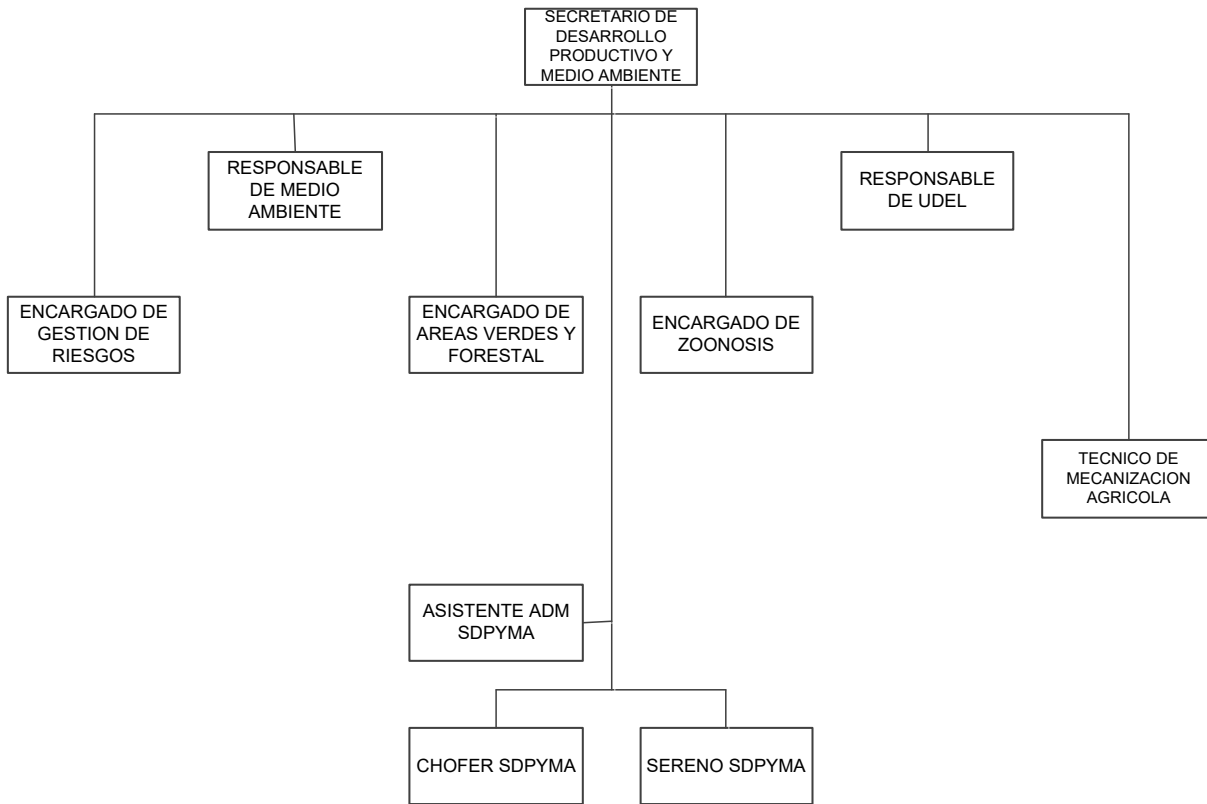 SECRETARIO DE
DESARROLLO
PRODUCTIVO Y
MEDIO AMBIENTE
RESPONSABLE
DE MEDIO
AMBIENTE
RESPONSABLE
DE UDEL
ENCARGADO DE
GESTION DE
RIESGOS
ENCARGADO DE
AREAS VERDES Y
FORESTAL
ENCARGADO DE
ZOONOSIS
TECNICO DE
MECANIZACION
AGRICOLA
ASISTENTE ADM
SDPYMA
CHOFER SDPYMA
SERENO SDPYMA